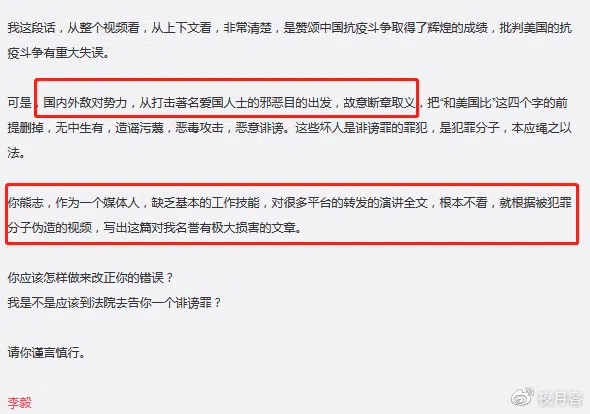 我这段话，从整个视频看，从上下文看，非常清楚，是赞颂中国抗疫斗争取得了辉煌的成绩，批判美国的抗
疫斗争有重大失误。
可是，国内外敌对势力，从打击著名爱国人士的邪恶目的出发，故意断章取义，把“和美国比”这四个字的前
提删掉，无中生有，造谣污蔑，恶毒攻击，恶意诽谤。这些坏人是诽谤罪的罪犯，是犯罪分子，本应绳之以
法。
你熊志，作为一个媒体人，缺乏基本的工作技能，对很多平台的转发的演讲全文，根本不看，就根据被犯罪
分子伪造的视频，写出这篇对我名誉有极大损害的文章。
你应该怎样做来改正你的错误？
我是不是应该到法院去告你一个诽谤罪？
请你谨言慎行。
李毅
夜月客